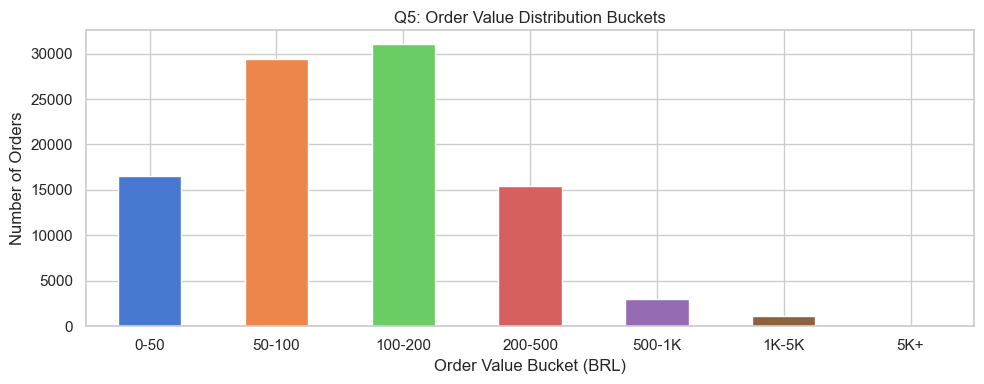 Q5: Order Value Distribution Buckets
Number of Orders
30000
25000
20000
15000
10000
5000
0
0-50 50-100 100-200 200-500 500-1K 1K-5K 5K+
Order Value Bucket (BRL)